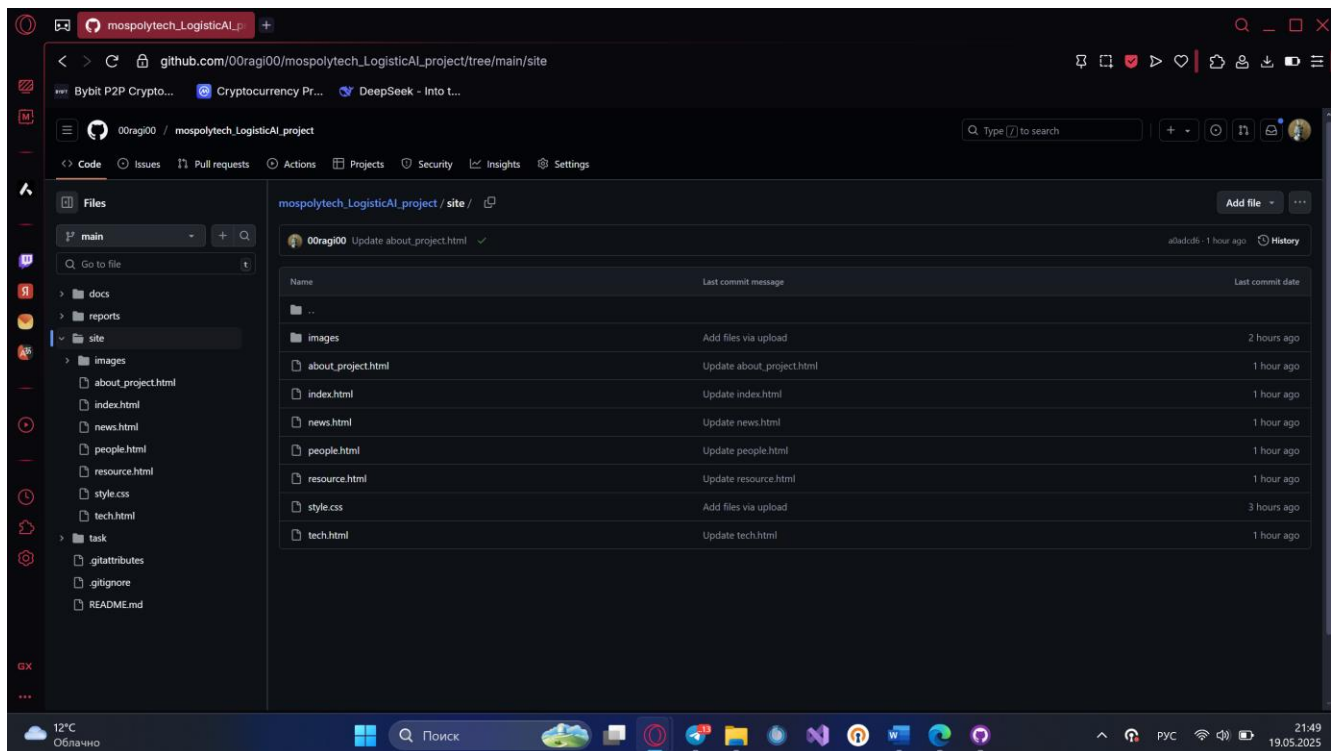 mospolytech_LogisticAI_pr
github.com/00ragi00/mospolytech_LogisticAI_project/tree/main/site
BYBIT Bybit P2P Crypto... Cryptocurrency Pr... DeepSeek - Into t...
00ragi00 / mospolytech_LogisticAI_project
Type / to search
Code Issues Pull requests Actions Projects Security Insights Settings
Files
mospolytech_LogisticAI_project / site /
Add file
main
00ragi00 Update about_project.html
a0adcd6 · 1 hour ago History
Go to file t
Name Last commit message Last commit date
docs
..
reports
site
images Add files via upload 2 hours ago
images
about_project.html Update about_project.html 1 hour ago
about_project.html
index.html Update index.html 1 hour ago
index.html
news.html Update news.html 1 hour ago
news.html
people.html Update people.html 1 hour ago
people.html
resource.html Update resource.html 1 hour ago
resource.html
style.css Add files via upload 3 hours ago
style.css
tech.html Update tech.html 1 hour ago
tech.html
task
.gitattributes
.gitignore
README.md
GX
12°C
Облачно
Поиск
13
РУС
21:49
19.05.2025